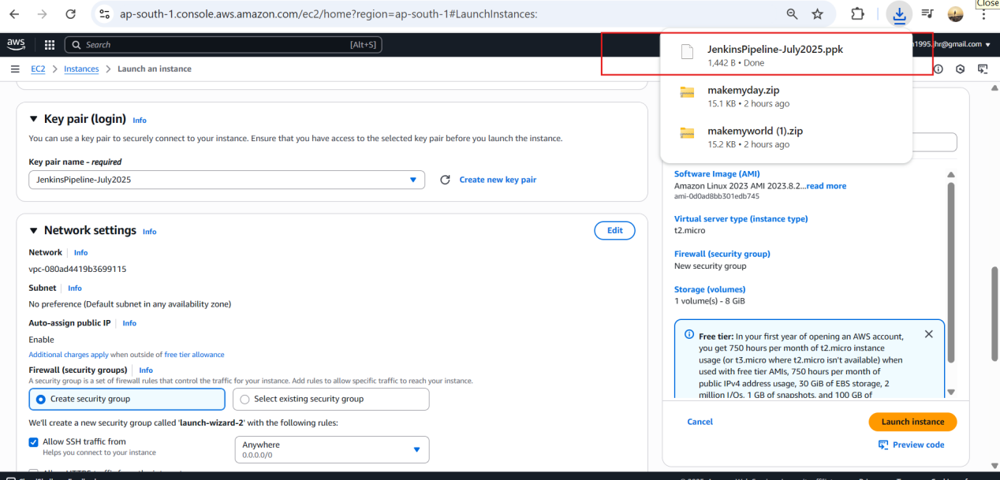 Close
ap-south-1.console.aws.amazon.com/ec2/home?region=ap-south-1#LaunchInstances:
aws
Search [Alt+S]
JenkinsPipeline-July2025.ppk
1,442 B • Done
makemyday.zip
15.1 KB • 2 hours ago
makemyworld (1).zip
15.2 KB • 2 hours ago
EC2 > Instances > Launch an instance
Key pair (login) Info
You can use a key pair to securely connect to your instance. Ensure that you have access to the selected key pair before you launch the instance.
Key pair name - required
JenkinsPipeline-July2025
Create new key pair
Network settings Info
Edit
Network Info
vpc-080ad4419b3699115
Subnet Info
No preference (Default subnet in any availability zone)
Auto-assign public IP Info
Enable
Additional charges apply when outside of free tier allowance
Firewall (security groups) Info
A security group is a set of firewall rules that control the traffic for your instance. Add rules to allow specific traffic to reach your instance.
Create security group
Select existing security group
We'll create a new security group called 'launch-wizard-2' with the following rules:
Allow SSH traffic from
Helps you connect to your instance
Anywhere
0.0.0.0/0
Software Image (AMI)
Amazon Linux 2023 AMI 2023.8.2...read more
ami-0d0ad8bb301edb745
Virtual server type (instance type)
t2.micro
Firewall (security group)
New security group
Storage (volumes)
1 volume(s) - 8 GiB
Free tier: In your first year of opening an AWS account,
you get 750 hours per month of t2.micro instance
usage (or t3.micro where t2.micro isn't available) when
used with free tier AMIs, 750 hours per month of
public IPv4 address usage, 30 GiB of EBS storage, 2
million I/Os, 1 GB of snapshots, and 100 GB of
Cancel
Launch instance
Preview code